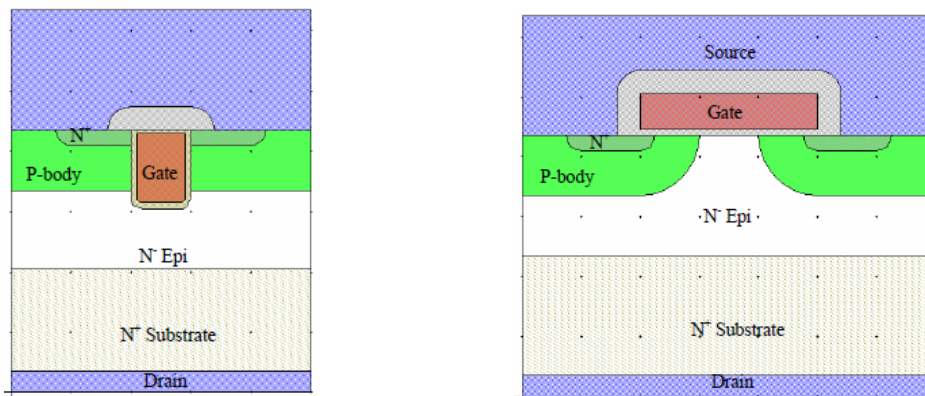 N⁺
P-body
Gate
N⁻ Epi
N⁺ Substrate
Drain
Source
Gate
N⁺
P-body
N⁻ Epi
N⁺ Substrate
Drain